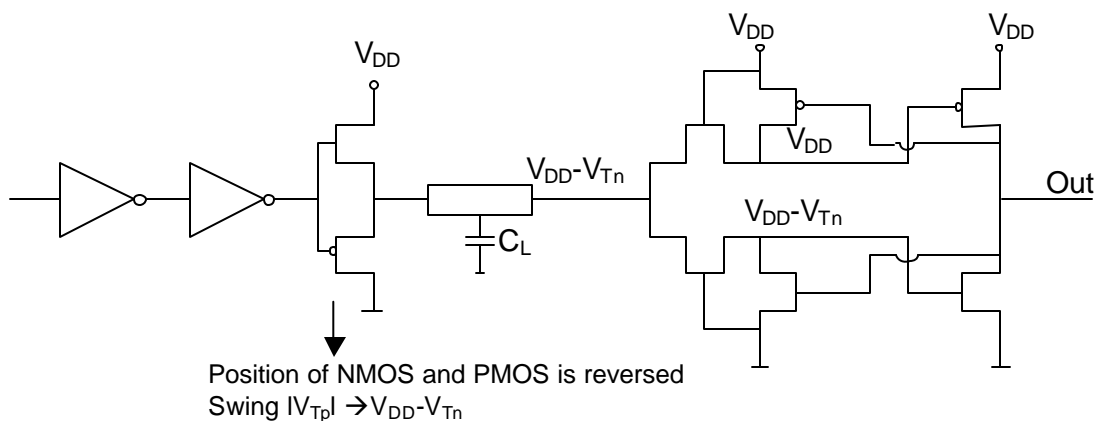 V_DD
V_DD
V_DD
V_DD
V_DD-V_Tn
Out
V_DD-V_Tn
C_L
Position of NMOS and PMOS is reversed
Swing |V_Tp| →V_DD-V_Tn